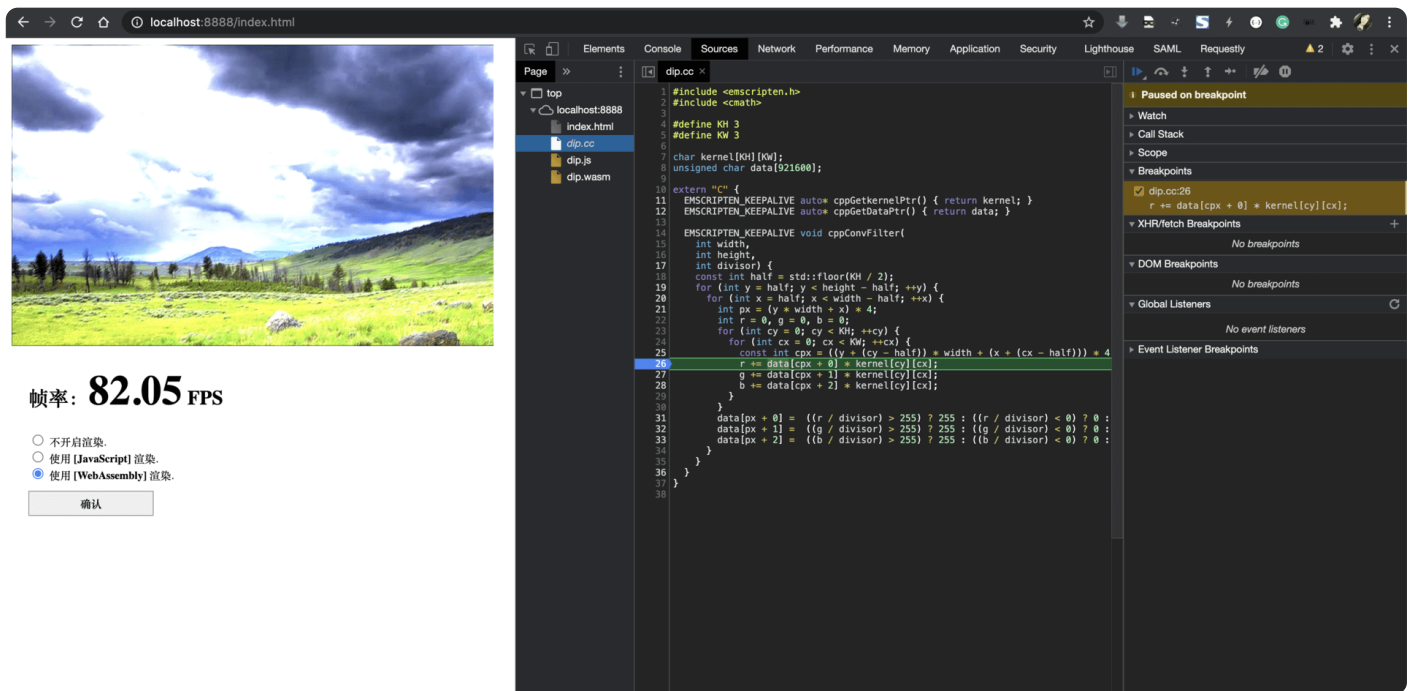 localhost:8888/index.html
Elements Console Sources Network Performance Memory Application Security Lighthouse SAML Requestly 2
Page
top
localhost:8888
index.html
dip.cc
dip.js
dip.wasm
dip.cc
1 #include <emscripten.h>
2 #include <cmath>
3
4 #define KH 3
5 #define KW 3
6
7 char kernel[KH][KW];
8 unsigned char data[921600];
9
10 extern "C" {
11 EMSCRIPTEN_KEEPALIVE auto* cppGetkernelPtr() { return kernel; }
12 EMSCRIPTEN_KEEPALIVE auto* cppGetDataPtr() { return data; }
13
14 EMSCRIPTEN_KEEPALIVE void cppConvFilter(
15 int width,
16 int height,
17 int divisor) {
18 const int half = std::floor(KH / 2);
19 for (int y = half; y < height - half; ++y) {
20 for (int x = half; x < width - half; ++x) {
21 int px = (y * width + x) * 4;
22 int r = 0, g = 0, b = 0;
23 for (int cy = 0; cy < KH; ++cy) {
24 for (int cx = 0; cx < KW; ++cx) {
25 const int cpx = ((y + (cy - half)) * width + (x + (cx - half))) * 4
26 r += data[cpx + 0] * kernel[cy][cx];
27 g += data[cpx + 1] * kernel[cy][cx];
28 b += data[cpx + 2] * kernel[cy][cx];
29 }
30 }
31 data[px + 0] = ((r / divisor) > 255) ? 255 : ((r / divisor) < 0) ? 0 :
32 data[px + 1] = ((g / divisor) > 255) ? 255 : ((g / divisor) < 0) ? 0 :
33 data[px + 2] = ((b / divisor) > 255) ? 255 : ((b / divisor) < 0) ? 0 :
34 }
35 }
36 }
37 }
38
Paused on breakpoint
Watch
Call Stack
Scope
Breakpoints
dip.cc:26
r += data[cpx + 0] * kernel[cy][cx];
XHR/fetch Breakpoints
No breakpoints
DOM Breakpoints
No breakpoints
Global Listeners
No event listeners
Event Listener Breakpoints
帧率：82.05 FPS
不开启渲染.
使用 [JavaScript] 渲染.
使用 [WebAssembly] 渲染.
确认